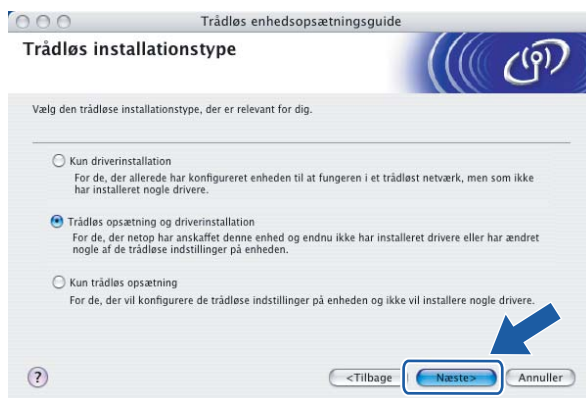 Trådløs enhedsopsætningsguide
Trådløs installationstype
Vælg den trådløse installationstype, der er relevant for dig.
Kun driverinstallation
For de, der allerede har konfigureret enheden til at fungeren i et trådløst netværk, men som ikke
har installeret nogle drivere.
Trådløs opsætning og driverinstallation
For de, der netop har anskaffet denne enhed og endnu ikke har installeret drivere eller har ændret
nogle af de trådløse indstillinger på enheden.
Kun trådløs opsætning
For de, der vil konfigurere de trådløse indstillinger på enheden og ikke vil installere nogle drivere.
?
<Tilbage
Næste>
Annuller